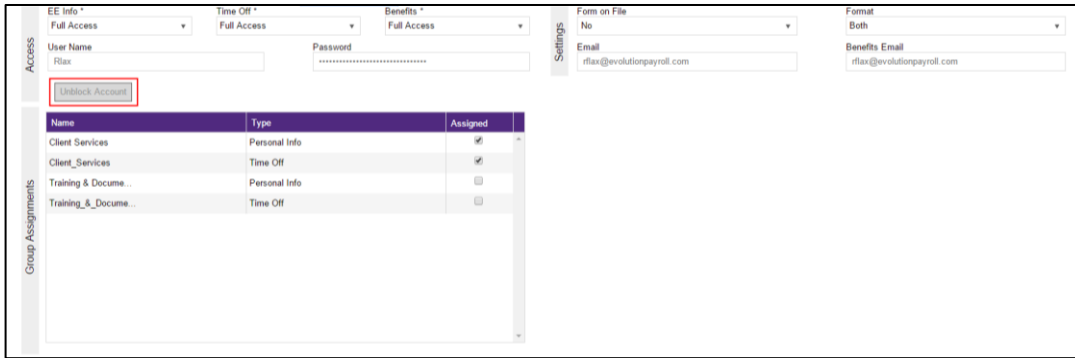 Access
EE Info *
Time Off *
Benefits *
Full Access
Full Access
Full Access
User Name
Password
Rlax
********************************
Unblock Account
Settings
Form on File
Format
No
Both
Email
Benefits Email
rflax@evolutionpayroll.com
rflax@evolutionpayroll.com
Group Assignments
Name Type Assigned
Client Services Personal Info
Client_Services Time Off
Training & Docume... Personal Info
Training_&_Docume... Time Off